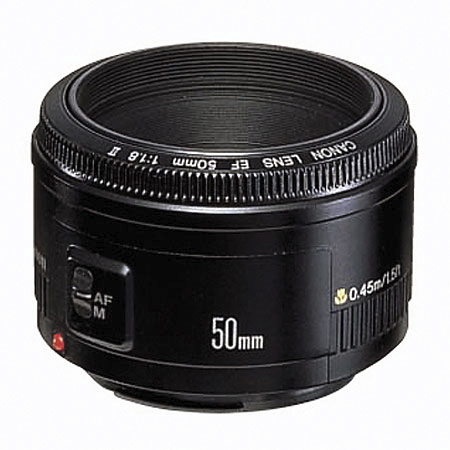 CANON LENS EF 50mm 1:1.8 II
AF
M
50mm
0.45m/1.5ft